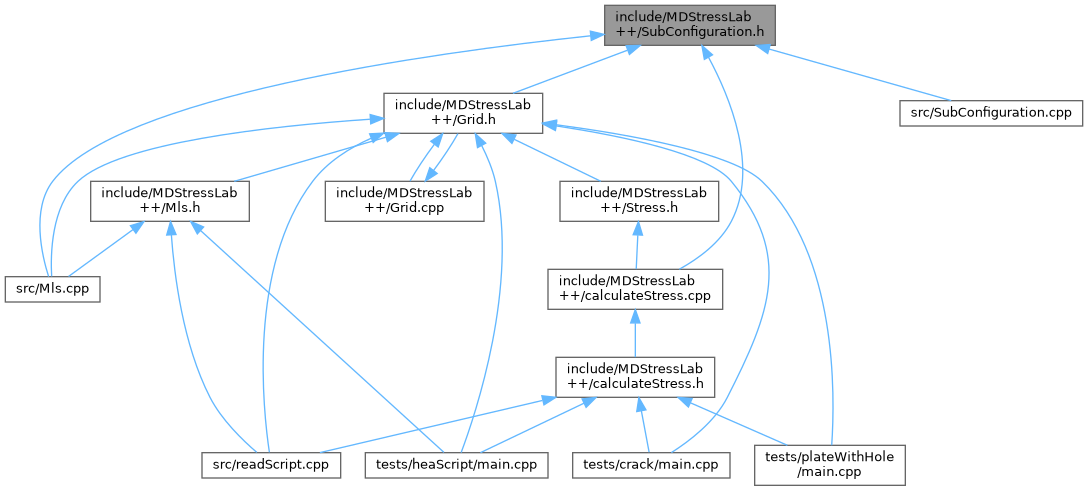 include/MDStressLab
++/SubConfiguration.h
include/MDStressLab
++/Grid.h
src/SubConfiguration.cpp
include/MDStressLab
++/Mls.h
include/MDStressLab
++/Grid.cpp
include/MDStressLab
++/Stress.h
src/Mls.cpp
include/MDStressLab
++/calculateStress.cpp
include/MDStressLab
++/calculateStress.h
src/readScript.cpp
tests/heaScript/main.cpp
tests/crack/main.cpp
tests/plateWithHole
/main.cpp